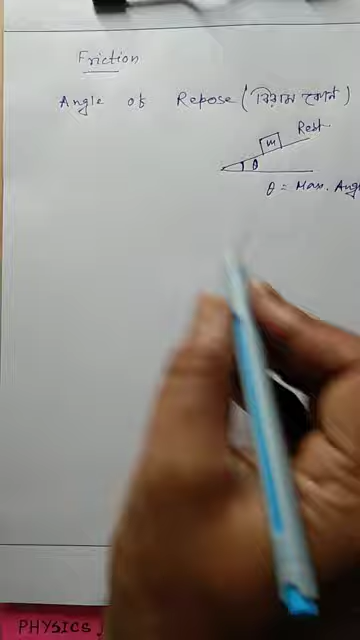 Friction
Angle of Repose (বিরাম কোণ)
Rest
m
θ
θ = Max. Ang
PHYSICS